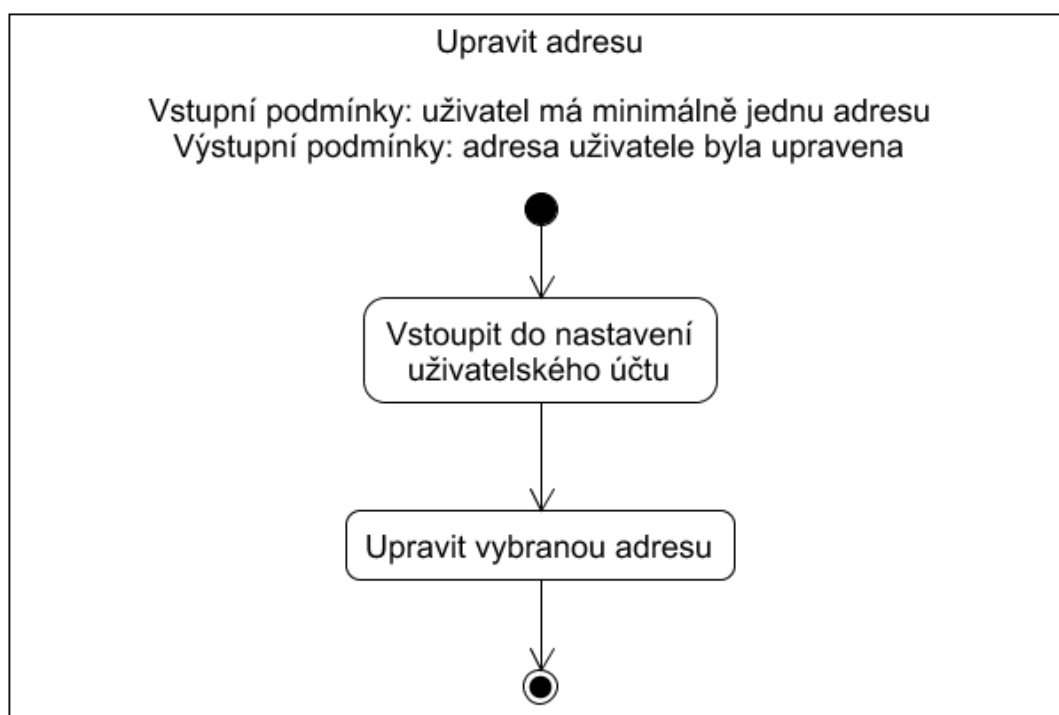 Upravit adresu
Vstupní podmínky: uživatel má minimálně jednu adresu
Výstupní podmínky: adresa uživatele byla upravena
Vstoupit do nastavení
uživatelského účtu
Upravit vybranou adresu